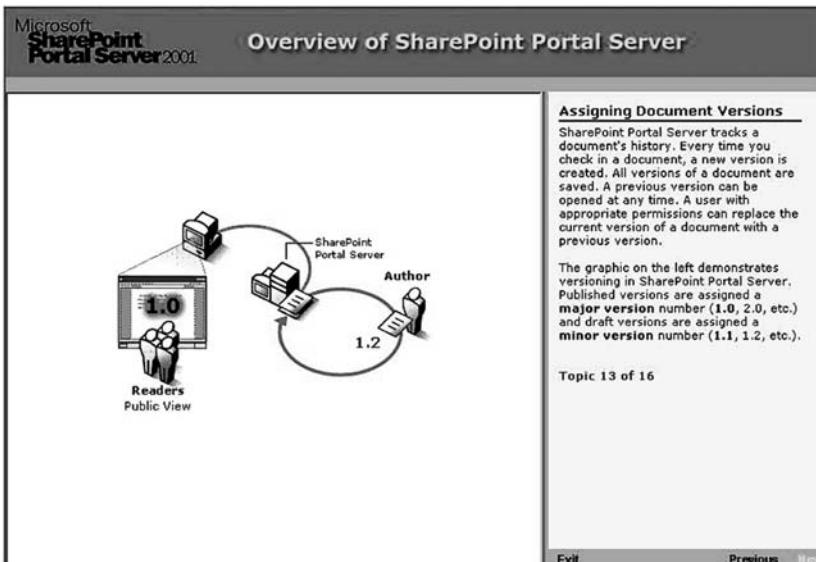 Microsoft
SharePoint
Portal Server 2001
Overview of SharePoint Portal Server
SharePoint
Portal Server
Author
1.0
1.2
Readers
Public View
Assigning Document Versions
SharePoint Portal Server tracks a
document's history. Every time you
check in a document, a new version is
created. All versions of a document are
saved. A previous version can be
opened at any time. A user with
appropriate permissions can replace the
current version of a document with a
previous version.
The graphic on the left demonstrates
versioning in SharePoint Portal Server.
Published versions are assigned a
major version number (1.0, 2.0, etc.)
and draft versions are assigned a
minor version number (1.1, 1.2, etc.).
Topic 13 of 16
Exit
Previous